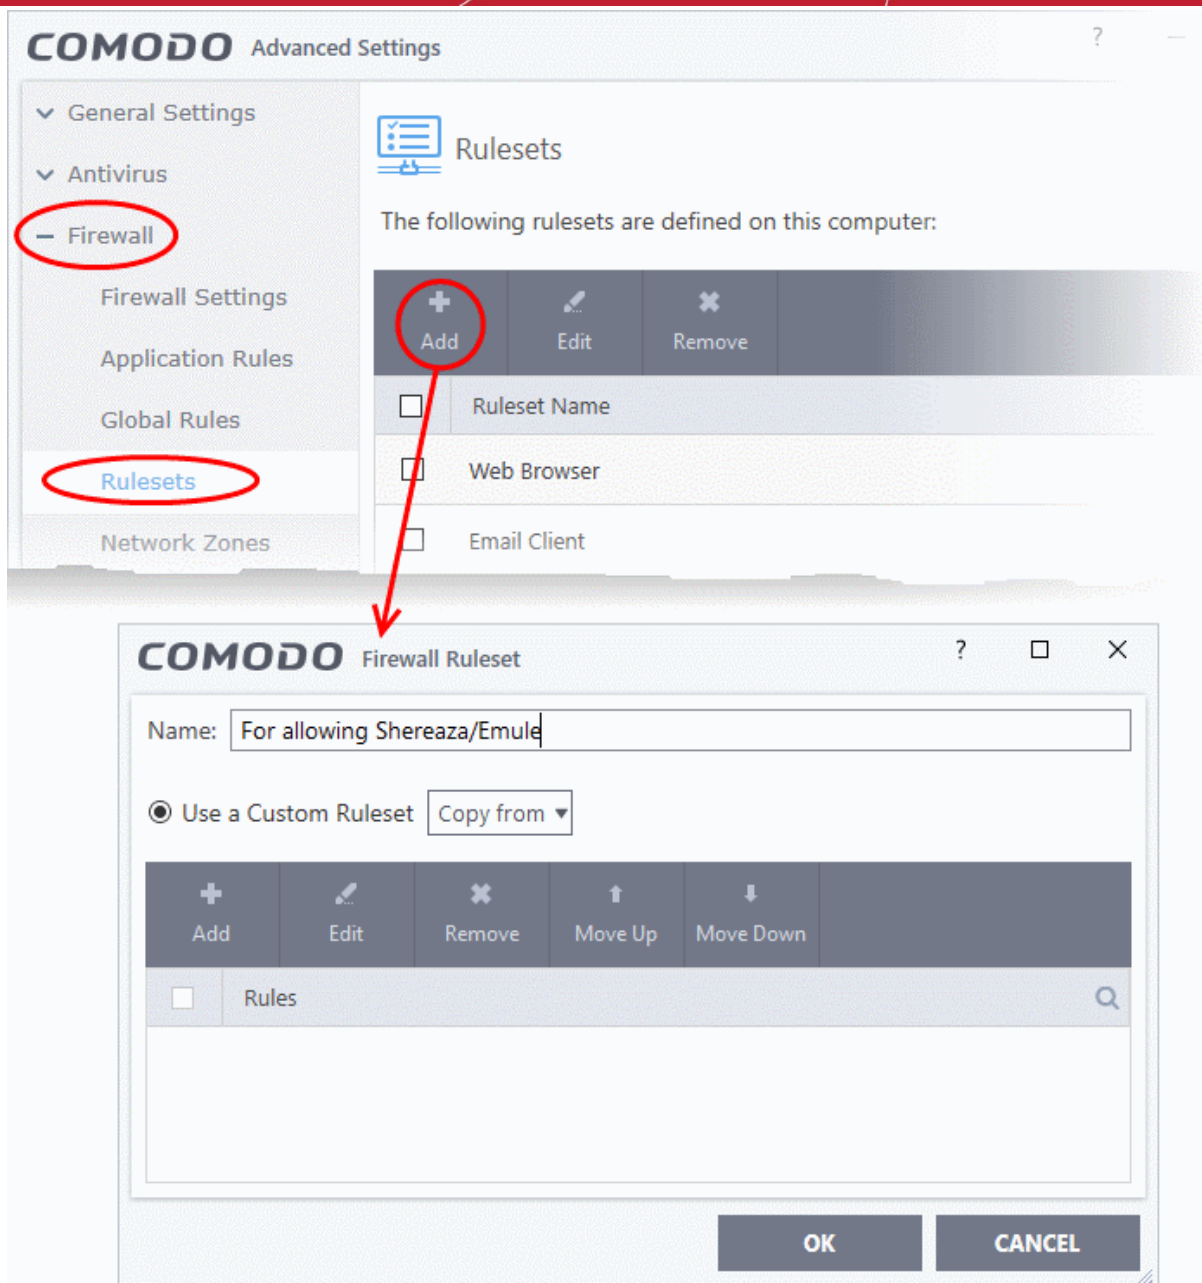 COMODO Advanced Settings ?
General Settings
Antivirus
Firewall
Firewall Settings
Application Rules
Global Rules
Rulesets
Network Zones
Rulesets
The following rulesets are defined on this computer:
Add Edit Remove
Ruleset Name
Web Browser
Email Client
COMODO Firewall Ruleset ?
Name: For allowing Shereaza/Emule
Use a Custom Ruleset Copy from
Add Edit Remove Move Up Move Down
Rules
OK CANCEL